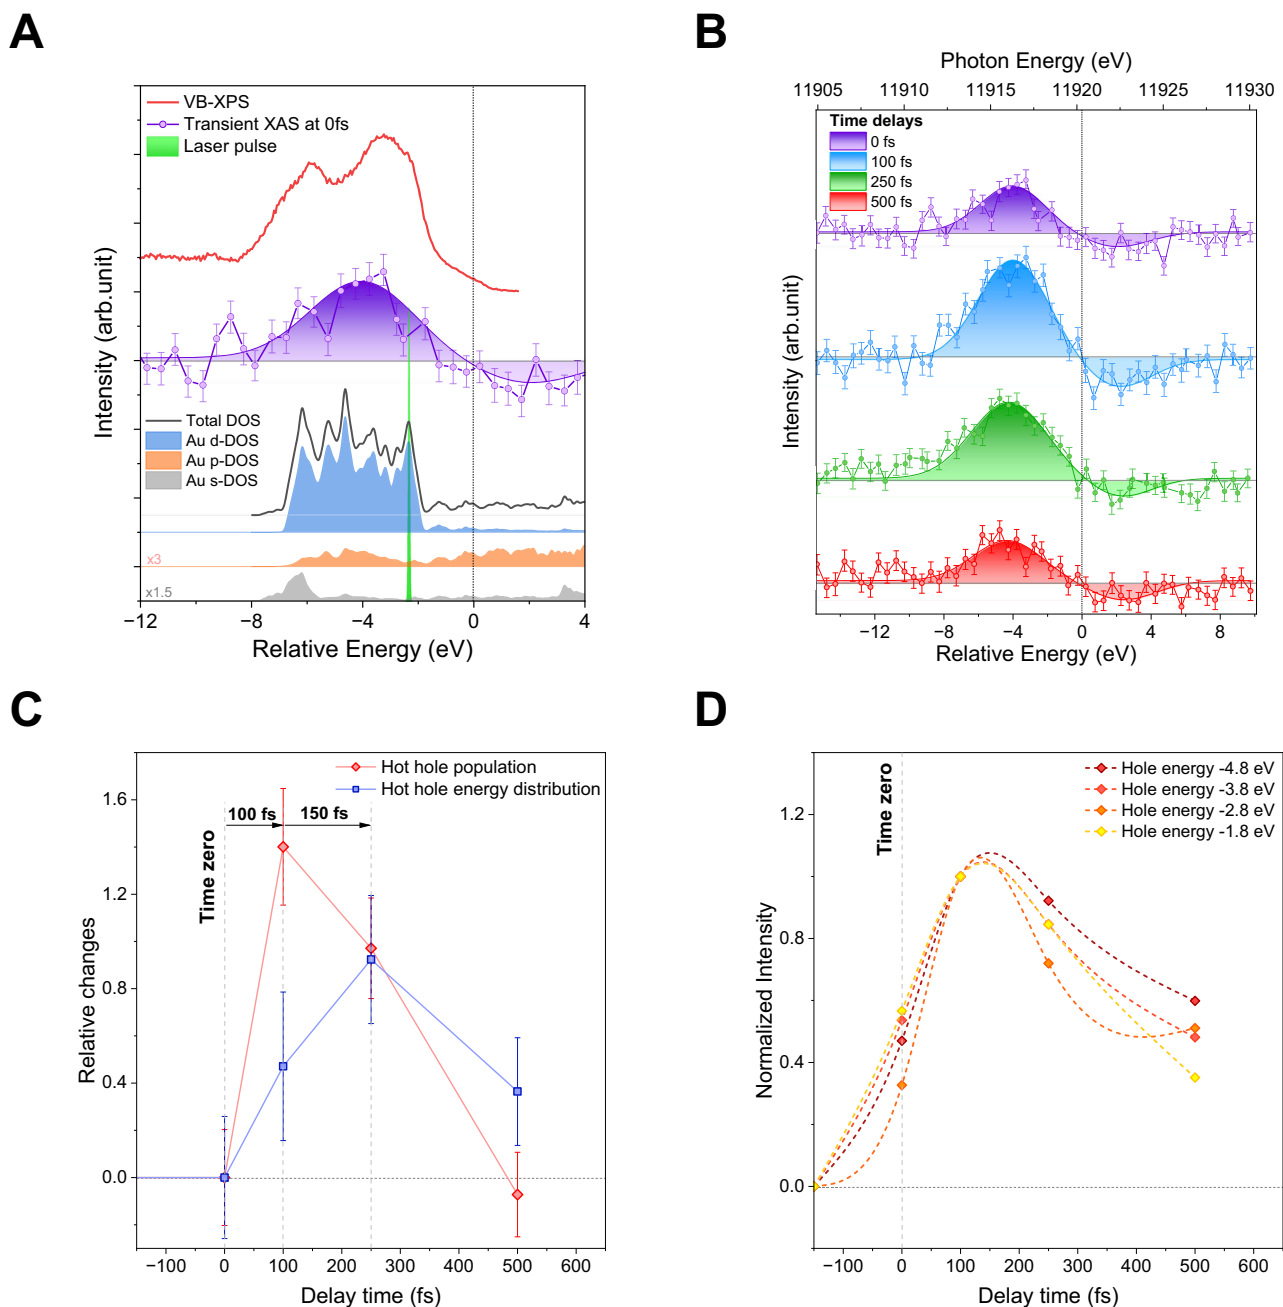 A
VB-XPS
Transient XAS at 0fs
Laser pulse
Total DOS
Au d-DOS
Au p-DOS
Au s-DOS
x3
x1.5
Intensity (arb.unit)
−12 −8 −4 0 4
Relative Energy (eV)
B
Photon Energy (eV)
11905 11910 11915 11920 11925 11930
Time delays
0 fs
100 fs
250 fs
500 fs
Intensity (arb.unit)
−12 −8 −4 0 4 8
Relative Energy (eV)
C
Hot hole population
Hot hole energy distribution
100 fs 150 fs
Time zero
1.6
1.2
0.8
0.4
0.0
Relative changes
−100 0 100 200 300 400 500 600
Delay time (fs)
D
Time zero
Hole energy -4.8 eV
Hole energy -3.8 eV
Hole energy -2.8 eV
Hole energy -1.8 eV
1.2
0.8
0.4
0.0
Normalized Intensity
−100 0 100 200 300 400 500 600
Delay time (fs)